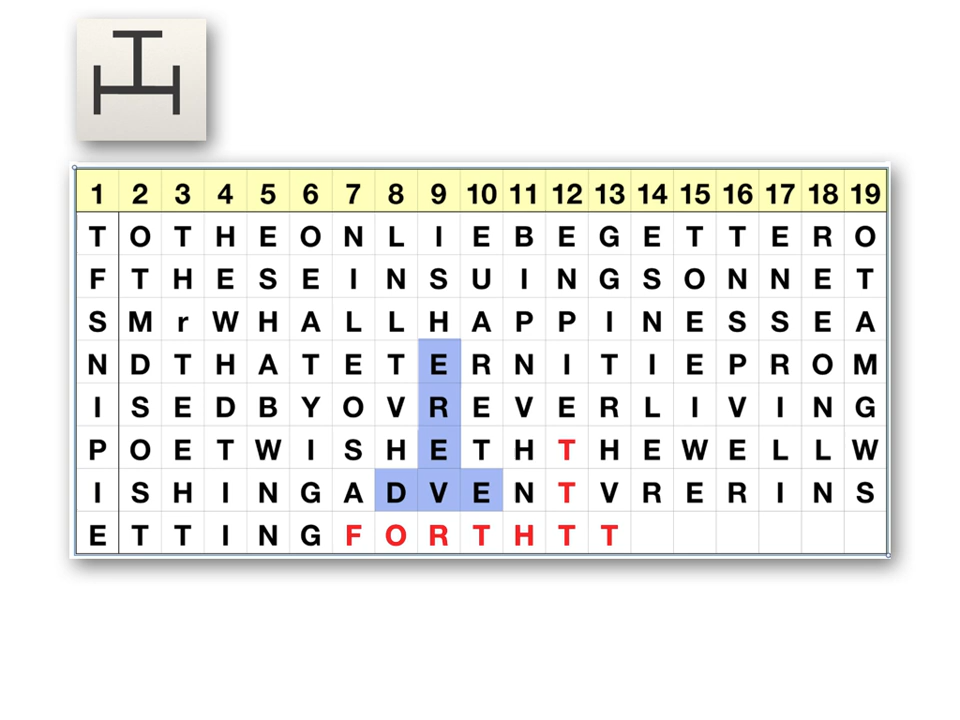 1 2 3 4 5 6 7 8 9 10 11 12 13 14 15 16 17 18 19
T O T H E O N L I E B E G E T T E R O
F T H E S E I N S U I N G S O N N E T
S M r W H A L L H A P P I N E S S E A
N D T H A T E T E R N I T I E P R O M
I S E D B Y O V R E V E R L I V I N G
P O E T W I S H E T H T H E W E L L W
I S H I N G A D V E N T V R E R I N S
E T T I N G F O R T H T T